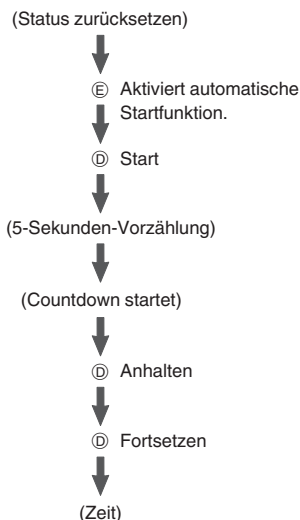 (Status zurücksetzen)
Ⓔ Aktiviert automatische
Startfunktion.
Ⓓ Start
(5-Sekunden-Vorzählung)
(Countdown startet)
Ⓓ Anhalten
Ⓓ Fortsetzen
(Zeit)